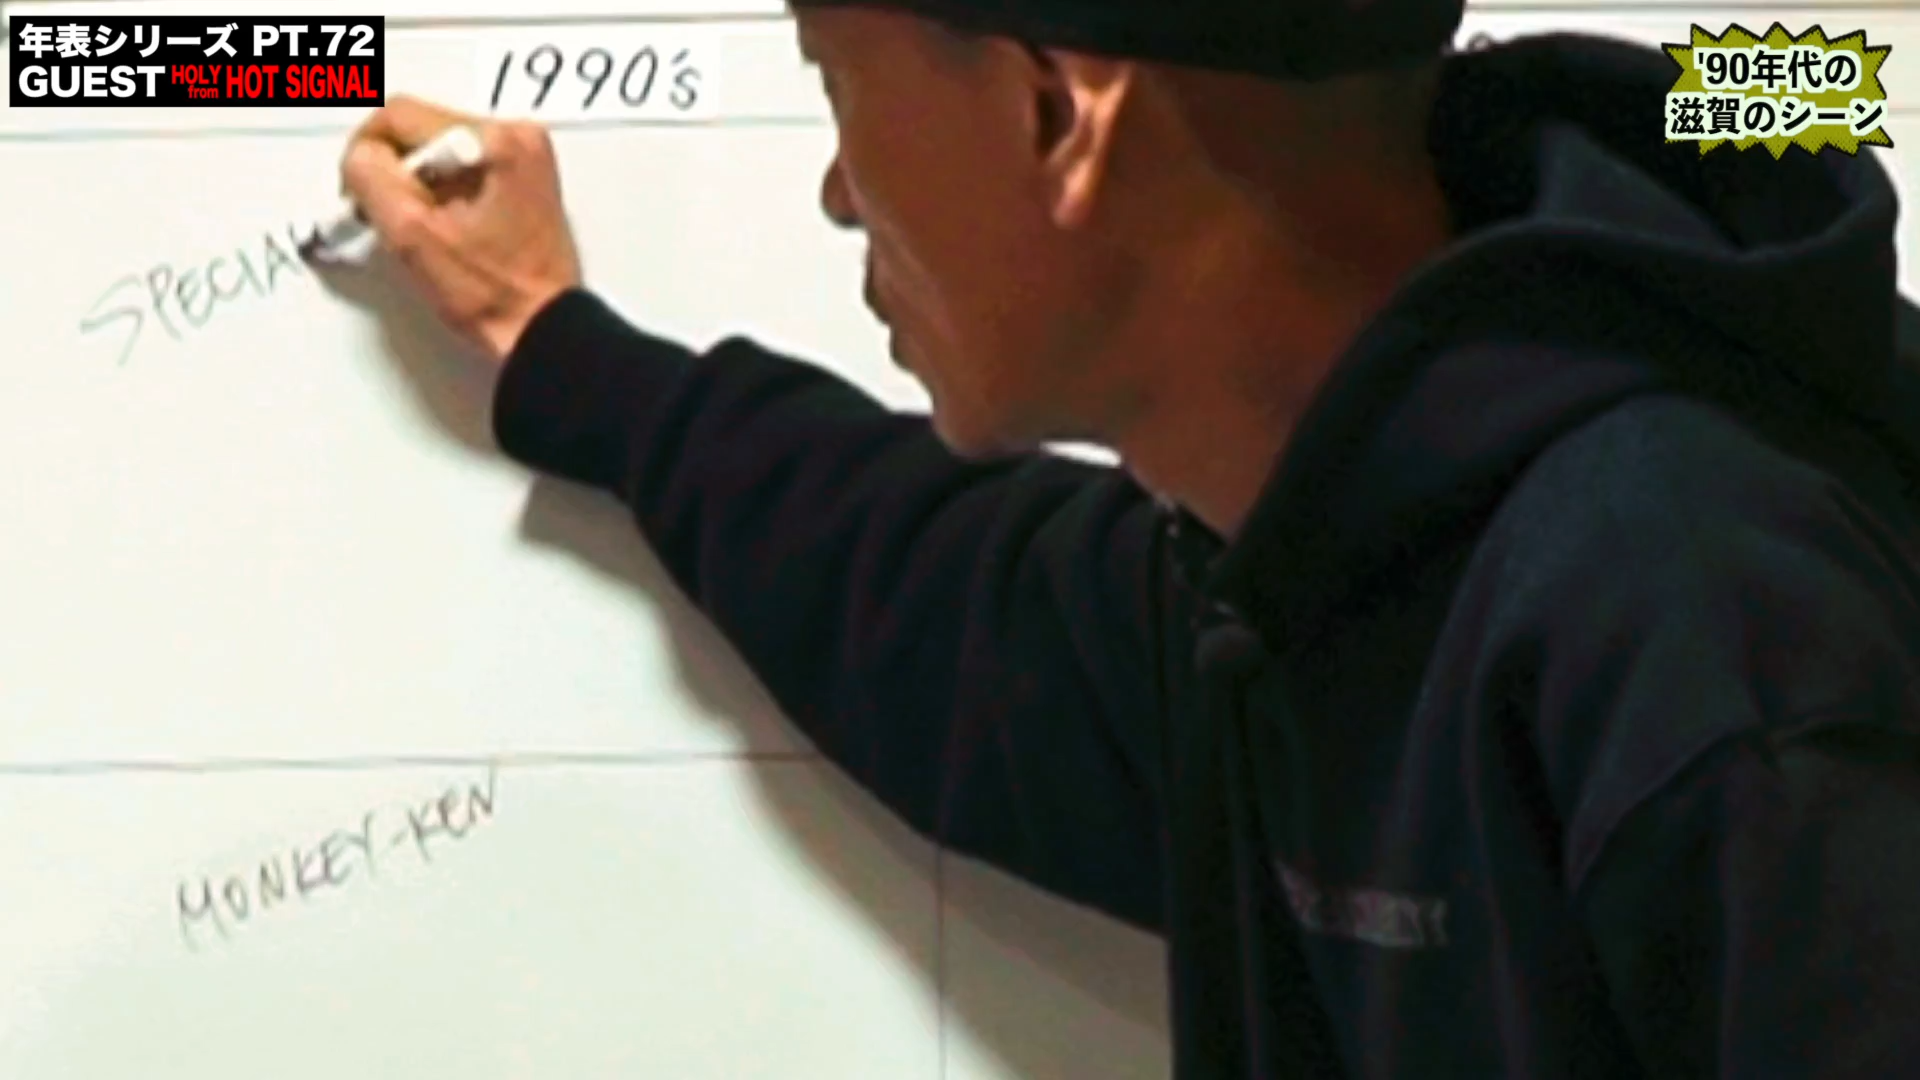 年表シリーズ PT.72
GUEST HOLY from HOT SIGNAL
1990's
'90年代の
滋賀のシーン
SPECIAL
MONKEY-KEN